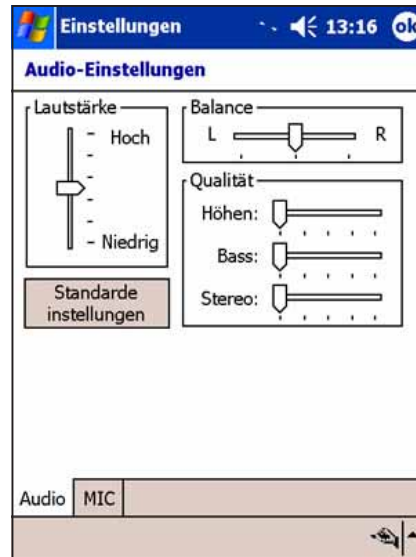 Einstellungen 13:16 ok
Audio-Einstellungen
Lautstärke
Hoch
Niedrig
Standarde
instellungen
Balance
L R
Qualität
Höhen:
Bass:
Stereo:
Audio MIC